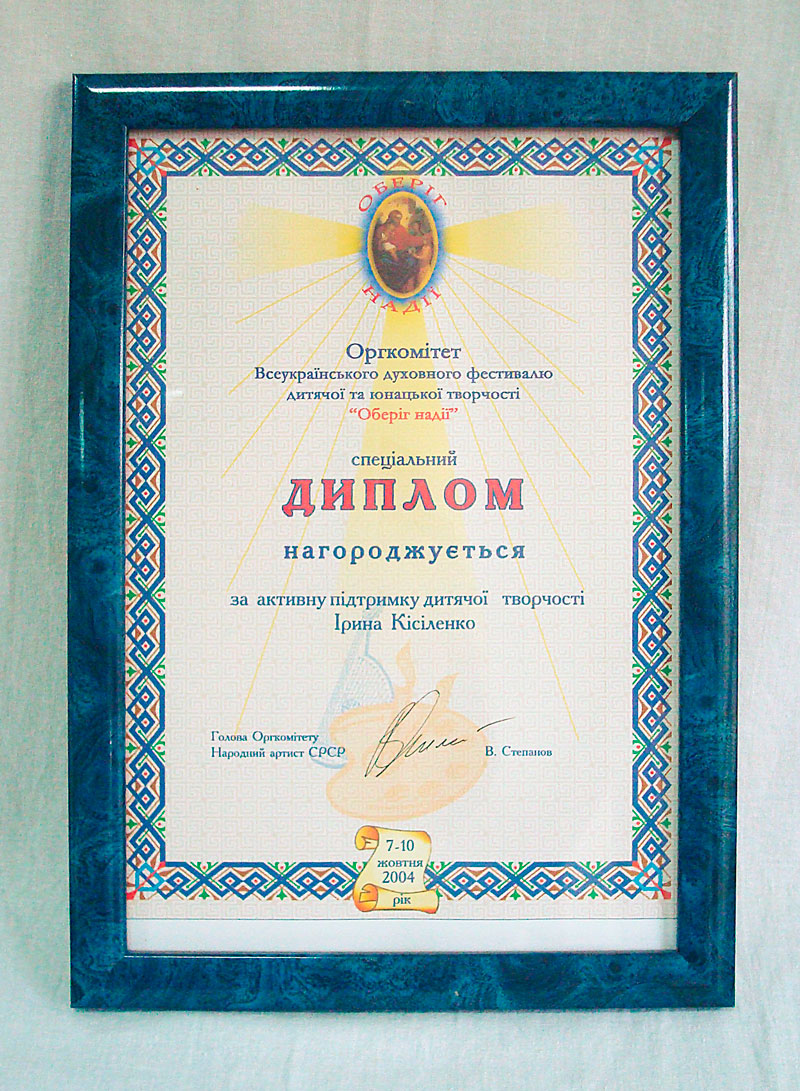 ОБЕРІГ
НАДІЇ
Оргкомітет
Всеукраїнського духовного фестивалю
дитячої та юнацької творчості
“Оберіг надії”
спеціальний
ДИПЛОМ
нагороджується
за активну підтримку дитячої творчості
Ірина Кісіленко
Голова Оргкомітету
Народний артист СРСР
В. Степанов
7-10
жовтня
2004
рік